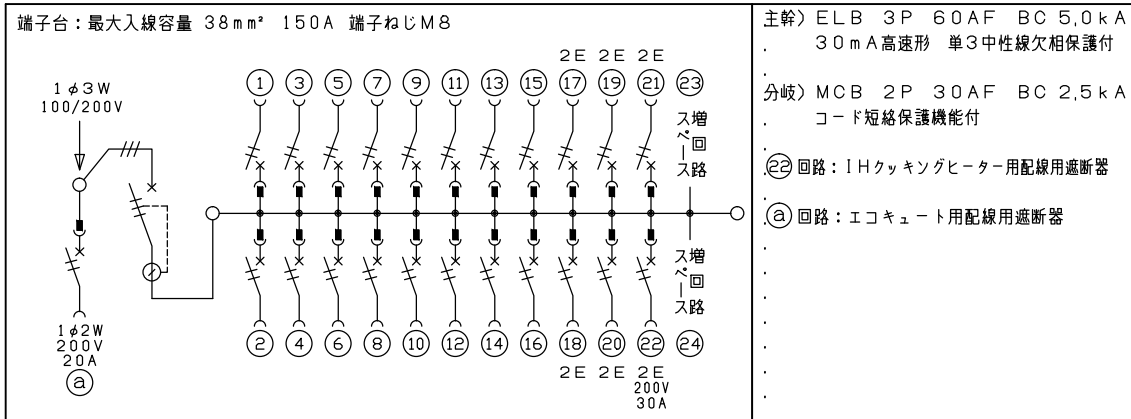 端子台：最大入線容量 38mm² 150A 端子ねじM8
1φ3W
100/200V
2E 2E 2E
① ③ ⑤ ⑦ ⑨ ⑪ ⑬ ⑮ ⑰ ⑲ ㉑ ㉓
増回路
スペース
増回路
スペース
1φ2W
200V
20A
ⓐ
② ④ ⑥ ⑧ ⑩ ⑫ ⑭ ⑯ ⑱ ⑳ ㉒ ㉔
2E 2E 2E
200V
30A
主幹）ELB 3P 60AF BC 5,0kA
30mA高速形 単3中性線欠相保護付
分岐）MCB 2P 30AF BC 2,5kA
コード短絡保護機能付
㉒回路：IHクッキングヒーター用配線用遮断器
ⓐ回路：エコキュート用配線用遮断器